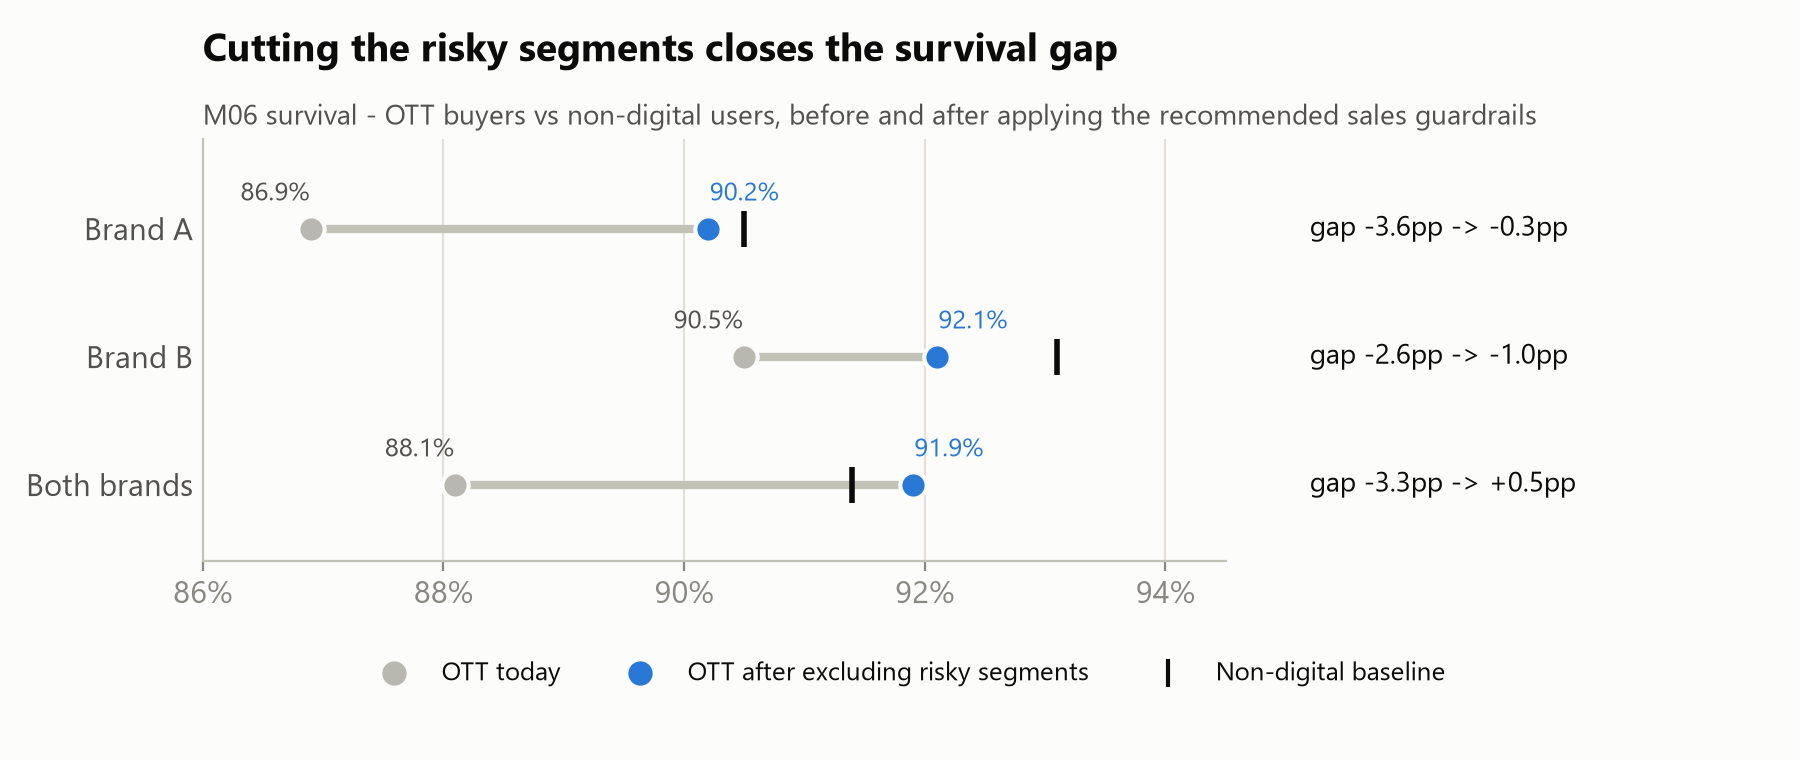 Cutting the risky segments closes the survival gap
M06 survival - OTT buyers vs non-digital users, before and after applying the recommended sales guardrails
86.9%
90.2%
Brand A
gap -3.6pp -> -0.3pp
90.5%
92.1%
Brand B
gap -2.6pp -> -1.0pp
88.1%
91.9%
Both brands
gap -3.3pp -> +0.5pp
86%
88%
90%
92%
94%
OTT today
OTT after excluding risky segments
Non-digital baseline